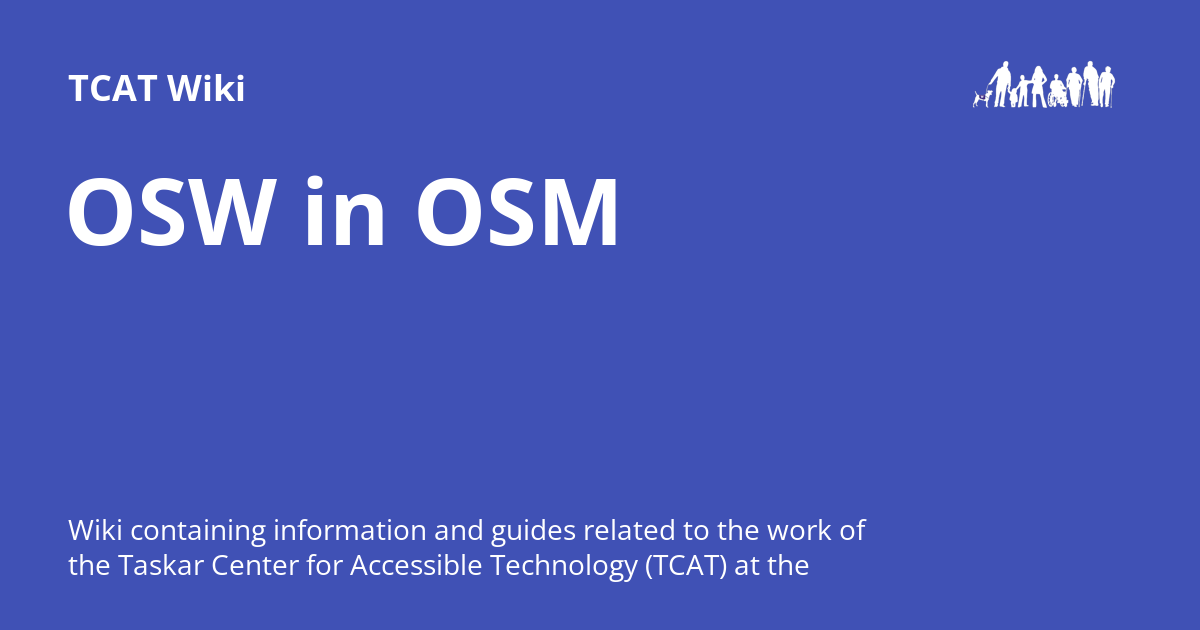 TCAT Wiki
OSW in OSM
Wiki containing information and guides related to the work of
the Taskar Center for Accessible Technology (TCAT) at the